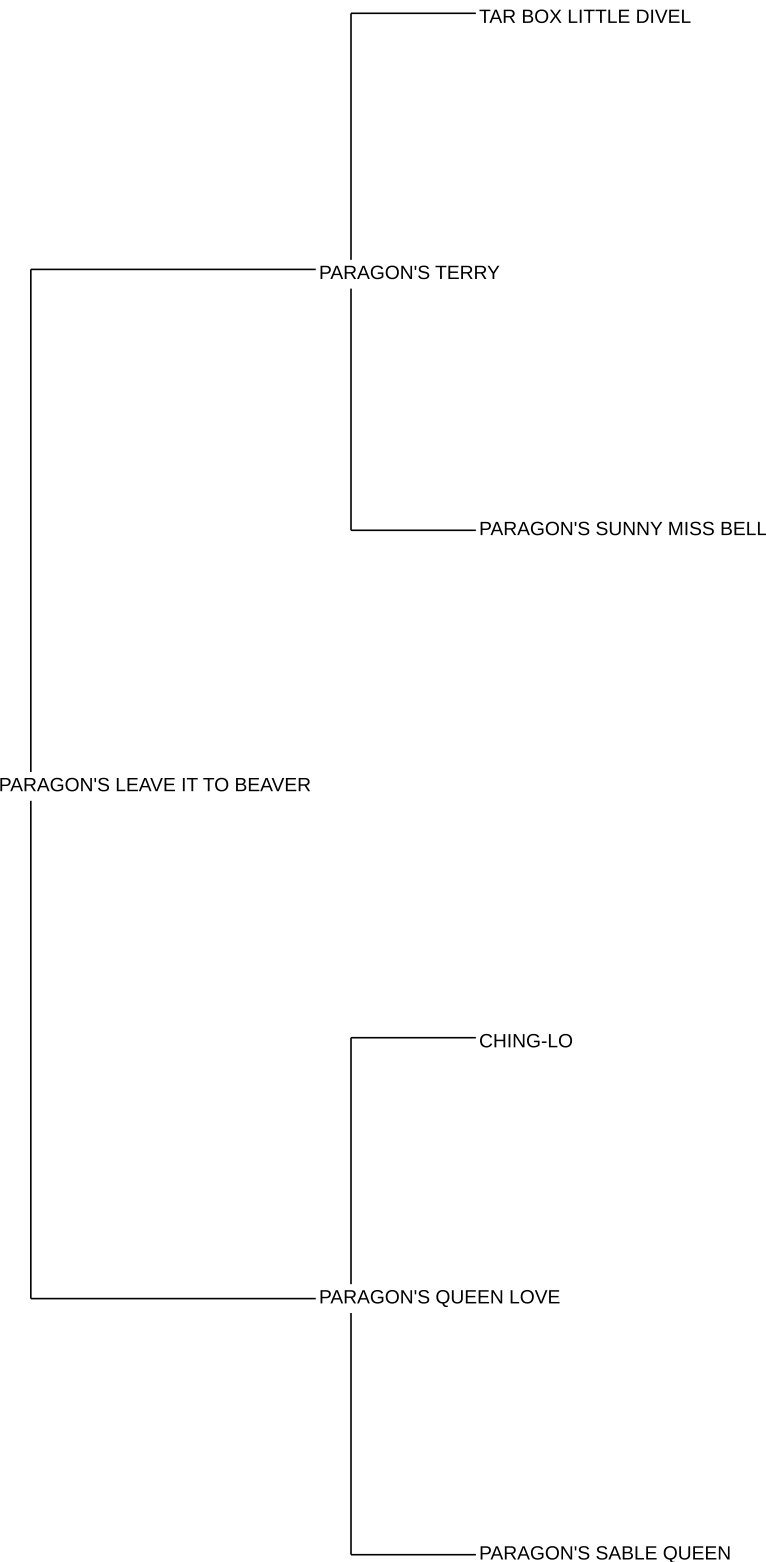 TAR BOX LITTLE DIVEL
PARAGON'S TERRY
PARAGON'S SUNNY MISS BELL
PARAGON'S LEAVE IT TO BEAVER
CHING-LO
PARAGON'S QUEEN LOVE
PARAGON'S SABLE QUEEN